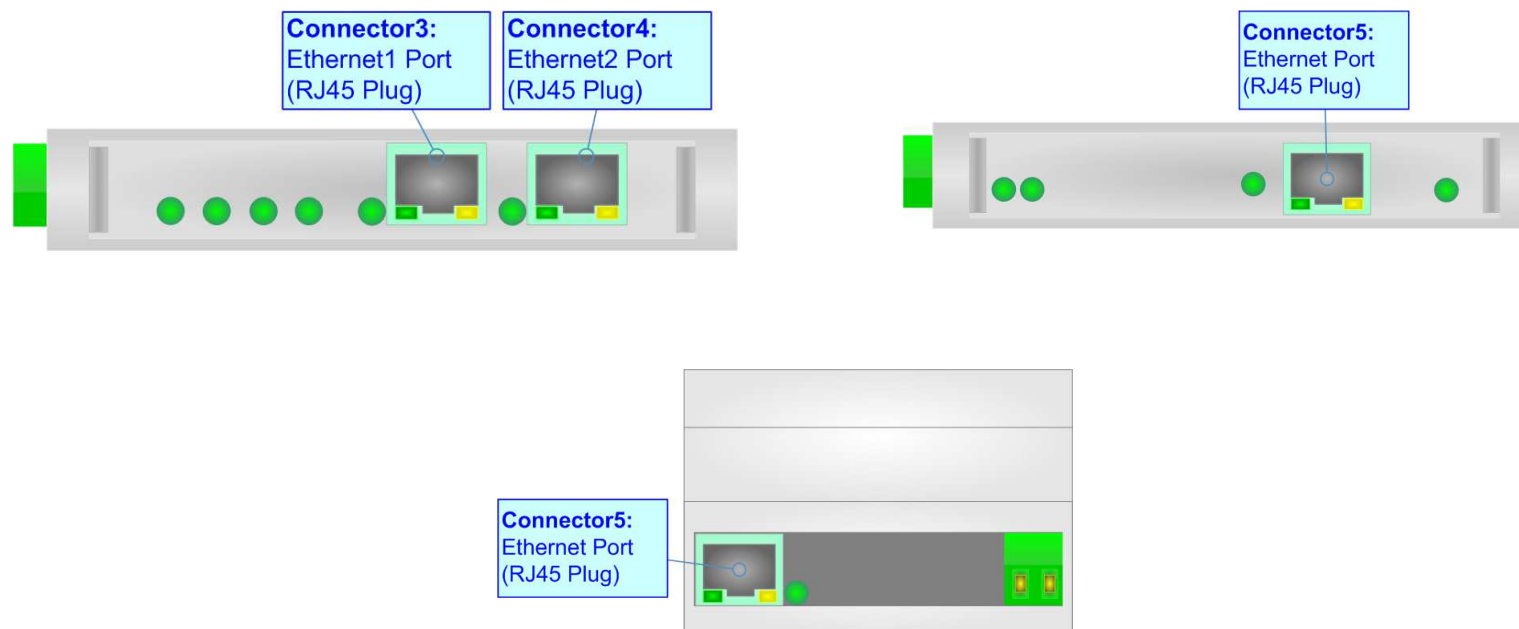 Connector3:
Ethernet1 Port
(RJ45 Plug)
Connector4:
Ethernet2 Port
(RJ45 Plug)
Connector5:
Ethernet Port
(RJ45 Plug)
Connector5:
Ethernet Port
(RJ45 Plug)